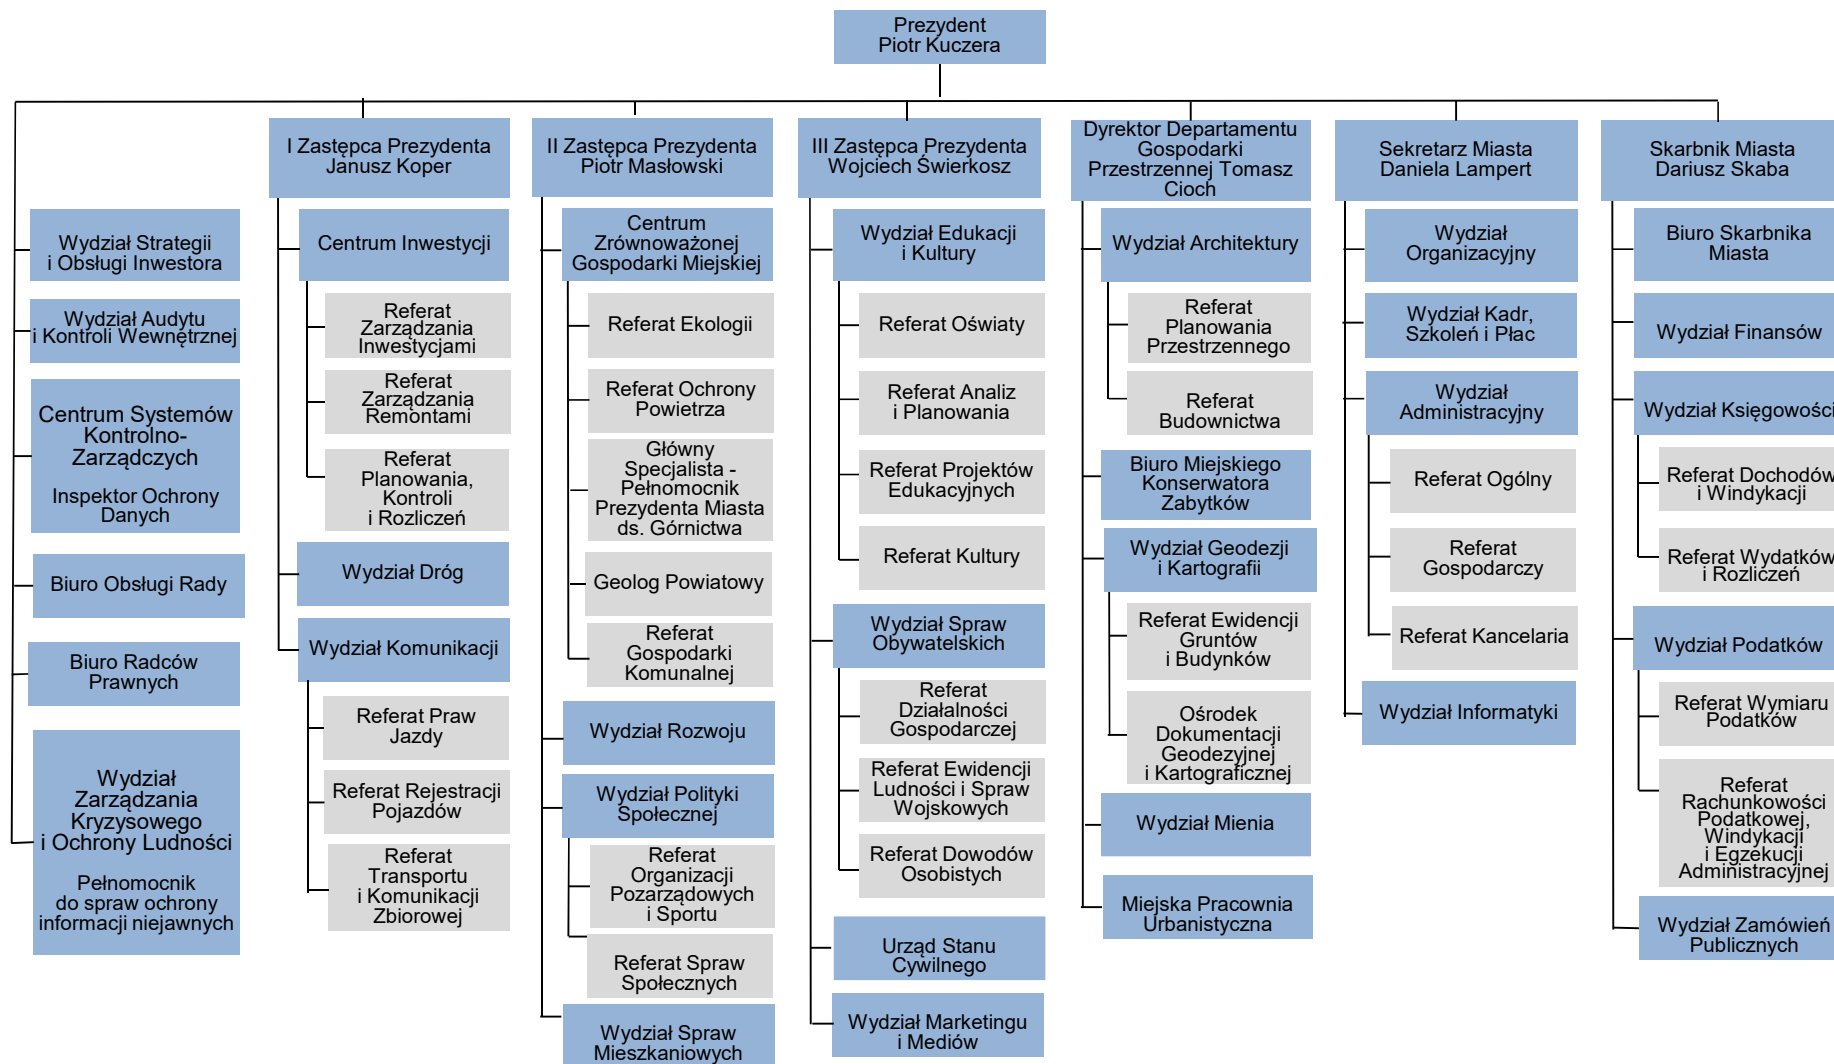 Prezydent
Piotr Kuczera
Wydział Strategii
i Obsługi Inwestora
Wydział Audytu
i Kontroli Wewnętrznej
Centrum Systemów
Kontrolno-
Zarządczych
Inspektor Ochrony
Danych
Biuro Obsługi Rady
Biuro Radców
Prawnych
Wydział
Zarządzania
Kryzysowego
i Ochrony Ludności
Pełnomocnik
do spraw ochrony
informacji niejawnych
I Zastępca Prezydenta
Janusz Koper
Centrum Inwestycji
Referat
Zarządzania
Inwestycjami
Referat
Zarządzania
Remontami
Referat
Planowania,
Kontroli
i Rozliczeń
Wydział Dróg
Wydział Komunikacji
Referat Praw
Jazdy
Referat Rejestracji
Pojazdów
Referat
Transportu
i Komunikacji
Zbiorowej
II Zastępca Prezydenta
Piotr Masłowski
Centrum
Zrównoważonej
Gospodarki Miejskiej
Referat Ekologii
Referat Ochrony
Powietrza
Główny
Specjalista -
Pełnomocnik
Prezydenta Miasta
ds. Górnictwa
Geolog Powiatowy
Referat
Gospodarki
Komunalnej
Wydział Rozwoju
Wydział Polityki
Społecznej
Referat
Organizacji
Pozarządowych
i Sportu
Referat Spraw
Społecznych
Wydział Spraw
Mieszkaniowych
III Zastępca Prezydenta
Wojciech Świerkosz
Wydział Edukacji
i Kultury
Referat Oświaty
Referat Analiz
i Planowania
Referat Projektów
Edukacyjnych
Referat Kultury
Wydział Spraw
Obywatelskich
Referat
Działalności
Gospodarczej
Referat Ewidencji
Ludności i Spraw
Wojskowych
Referat Dowodów
Osobistych
Urząd Stanu
Cywilnego
Wydział Marketingu
i Mediów
Dyrektor Departamentu
Gospodarki
Przestrzennej Tomasz
Cioch
Wydział Architektury
Referat
Planowania
Przestrzennego
Referat
Budownictwa
Biuro Miejskiego
Konserwatora
Zabytków
Wydział Geodezji
i Kartografii
Referat Ewidencji
Gruntów
i Budynków
Ośrodek
Dokumentacji
Geodezyjnej
i Kartograficznej
Wydział Mienia
Miejska Pracownia
Urbanistyczna
Sekretarz Miasta
Daniela Lampert
Wydział
Organizacyjny
Wydział Kadr,
Szkoleń i Płac
Wydział
Administracyjny
Referat Ogólny
Referat
Gospodarczy
Referat Kancelaria
Wydział Informatyki
Skarbnik Miasta
Dariusz Skaba
Biuro Skarbnika
Miasta
Wydział Finansów
Wydział Księgowości
Referat Dochodów
i Windykacji
Referat Wydatków
i Rozliczeń
Wydział Podatków
Referat Wymiaru
Podatków
Referat
Rachunkowości
Podatkowej,
Windykacji
i Egzekucji
Administracyjnej
Wydział Zamówień
Publicznych